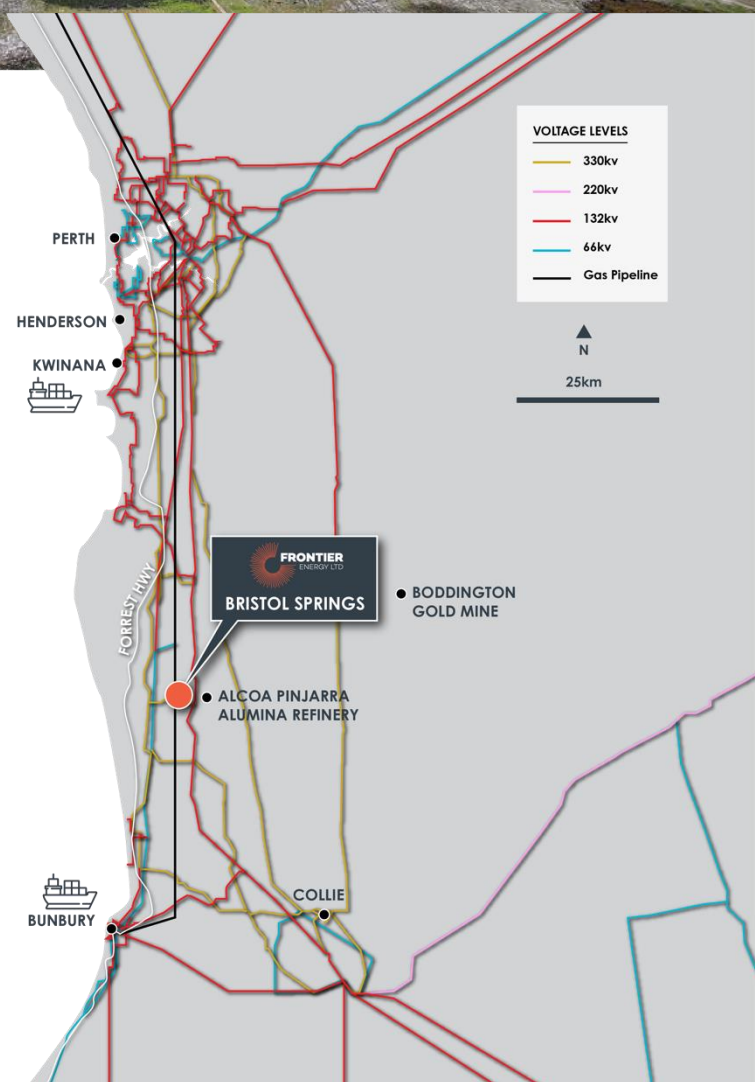 VOLTAGE LEVELS
330kv
220kv
132kv
66kv
Gas Pipeline
N
25km
PERTH
HENDERSON
KWINANA
FORREST HWY
FRONTIER
ENERGY LTD
BRISTOL SPRINGS
BODDINGTON
GOLD MINE
ALCOA PINJARRA
ALUMINA REFINERY
COLLIE
BUNBURY